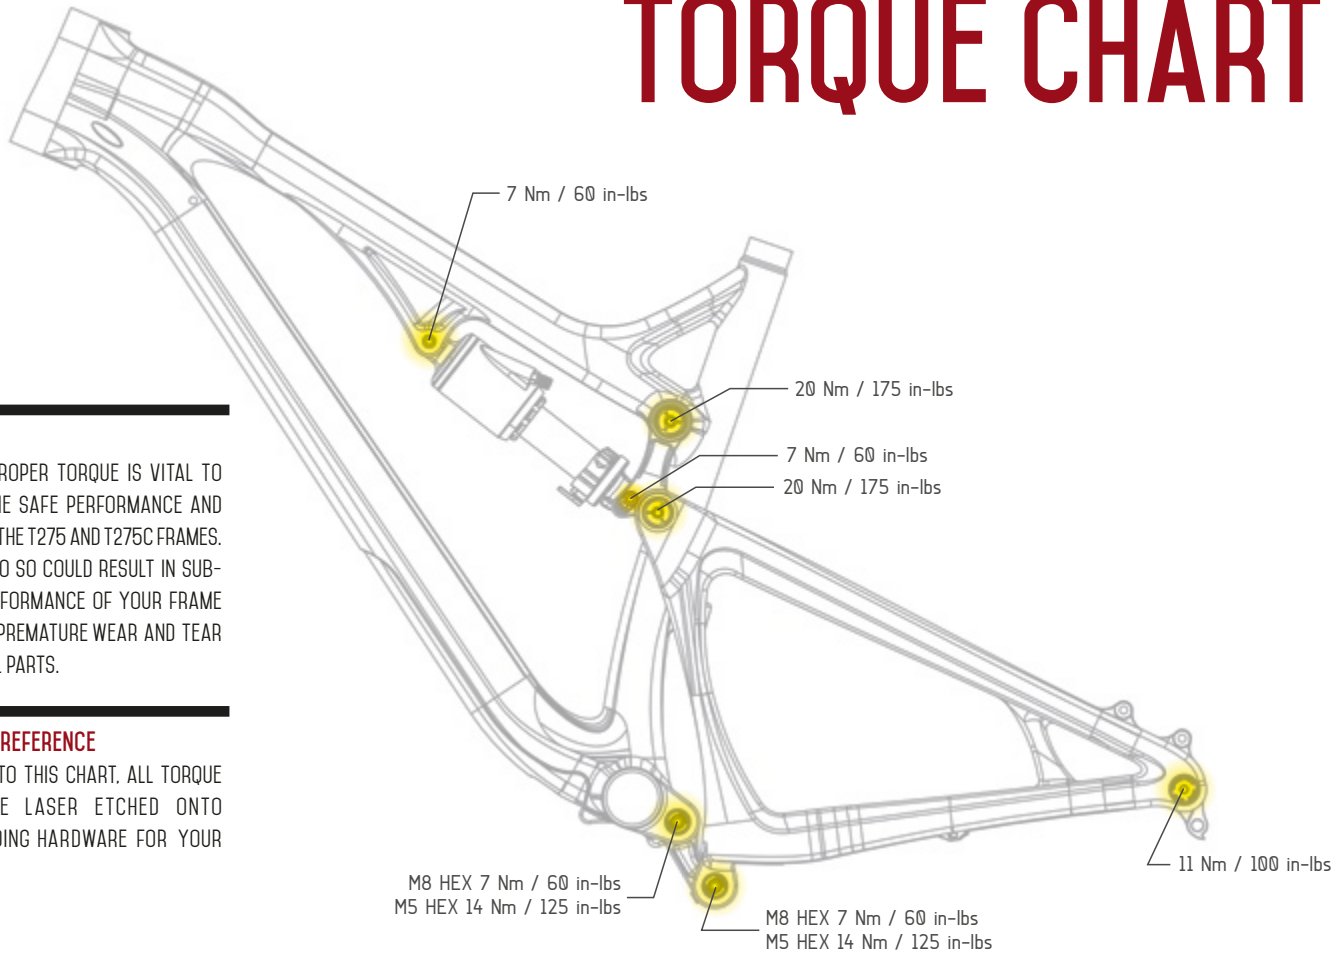 TORQUE CHART
7 Nm / 60 in-lbs
20 Nm / 175 in-lbs
7 Nm / 60 in-lbs
20 Nm / 175 in-lbs
ROPER TORQUE IS VITAL TO
E SAFE PERFORMANCE AND
THE T275 AND T275C FRAMES.
O SO COULD RESULT IN SUB-
FORMANCE OF YOUR FRAME
PREMATURE WEAR AND TEAR
PARTS.
REFERENCE
TO THIS CHART, ALL TORQUE
E LASER ETCHED ONTO
DING HARDWARE FOR YOUR
11 Nm / 100 in-lbs
M8 HEX 7 Nm / 60 in-lbs
M5 HEX 14 Nm / 125 in-lbs
M8 HEX 7 Nm / 60 in-lbs
M5 HEX 14 Nm / 125 in-lbs